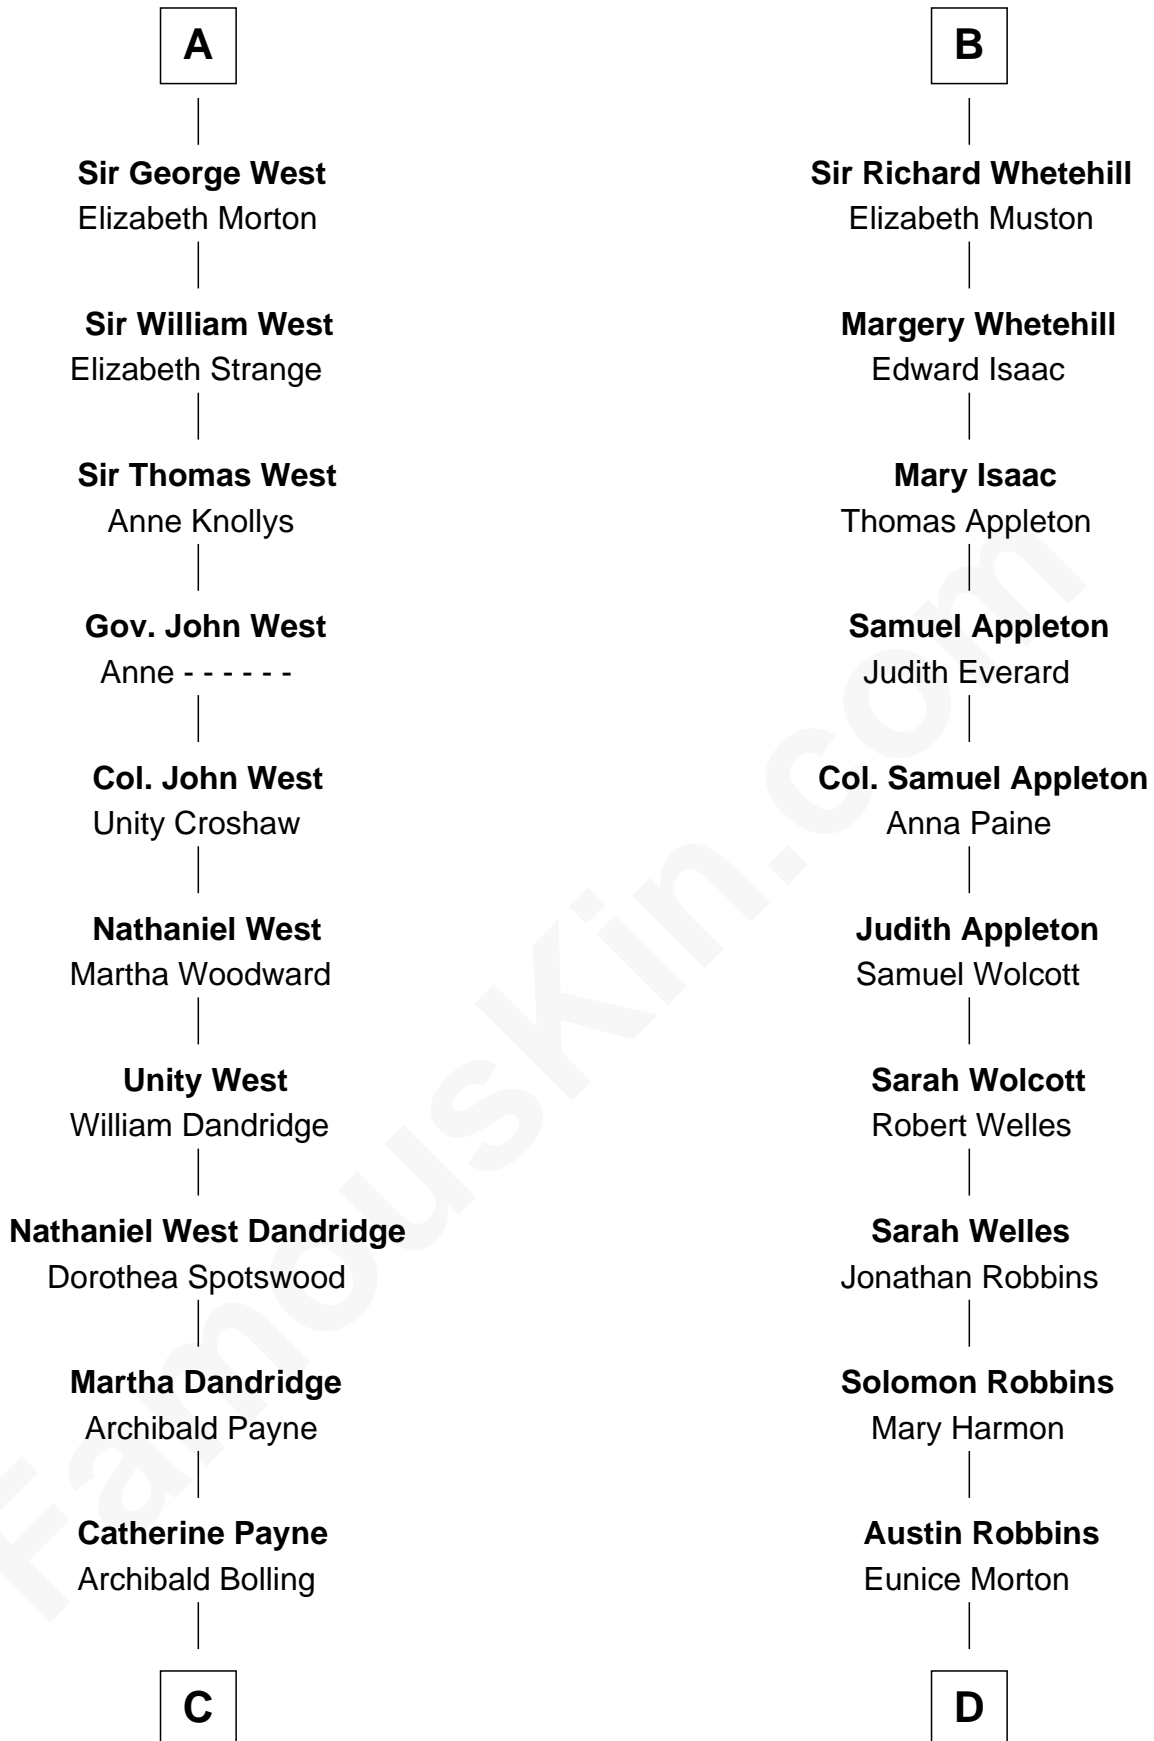 A
Sir George West
Elizabeth Morton
Sir William West
Elizabeth Strange
Sir Thomas West
Anne Knollys
Gov. John West
Anne - - - - - -
Col. John West
Unity Croshaw
Nathaniel West
Martha Woodward
Unity West
William Dandridge
Nathaniel West Dandridge
Dorothea Spotswood
Martha Dandridge
Archibald Payne
Catherine Payne
Archibald Bolling
C
B
Sir Richard Whetehill
Elizabeth Muston
Margery Whetehill
Edward Isaac
Mary Isaac
Thomas Appleton
Samuel Appleton
Judith Everard
Col. Samuel Appleton
Anna Paine
Judith Appleton
Samuel Wolcott
Sarah Wolcott
Robert Welles
Sarah Welles
Jonathan Robbins
Solomon Robbins
Mary Harmon
Austin Robbins
Eunice Morton
D
FamousKin.com